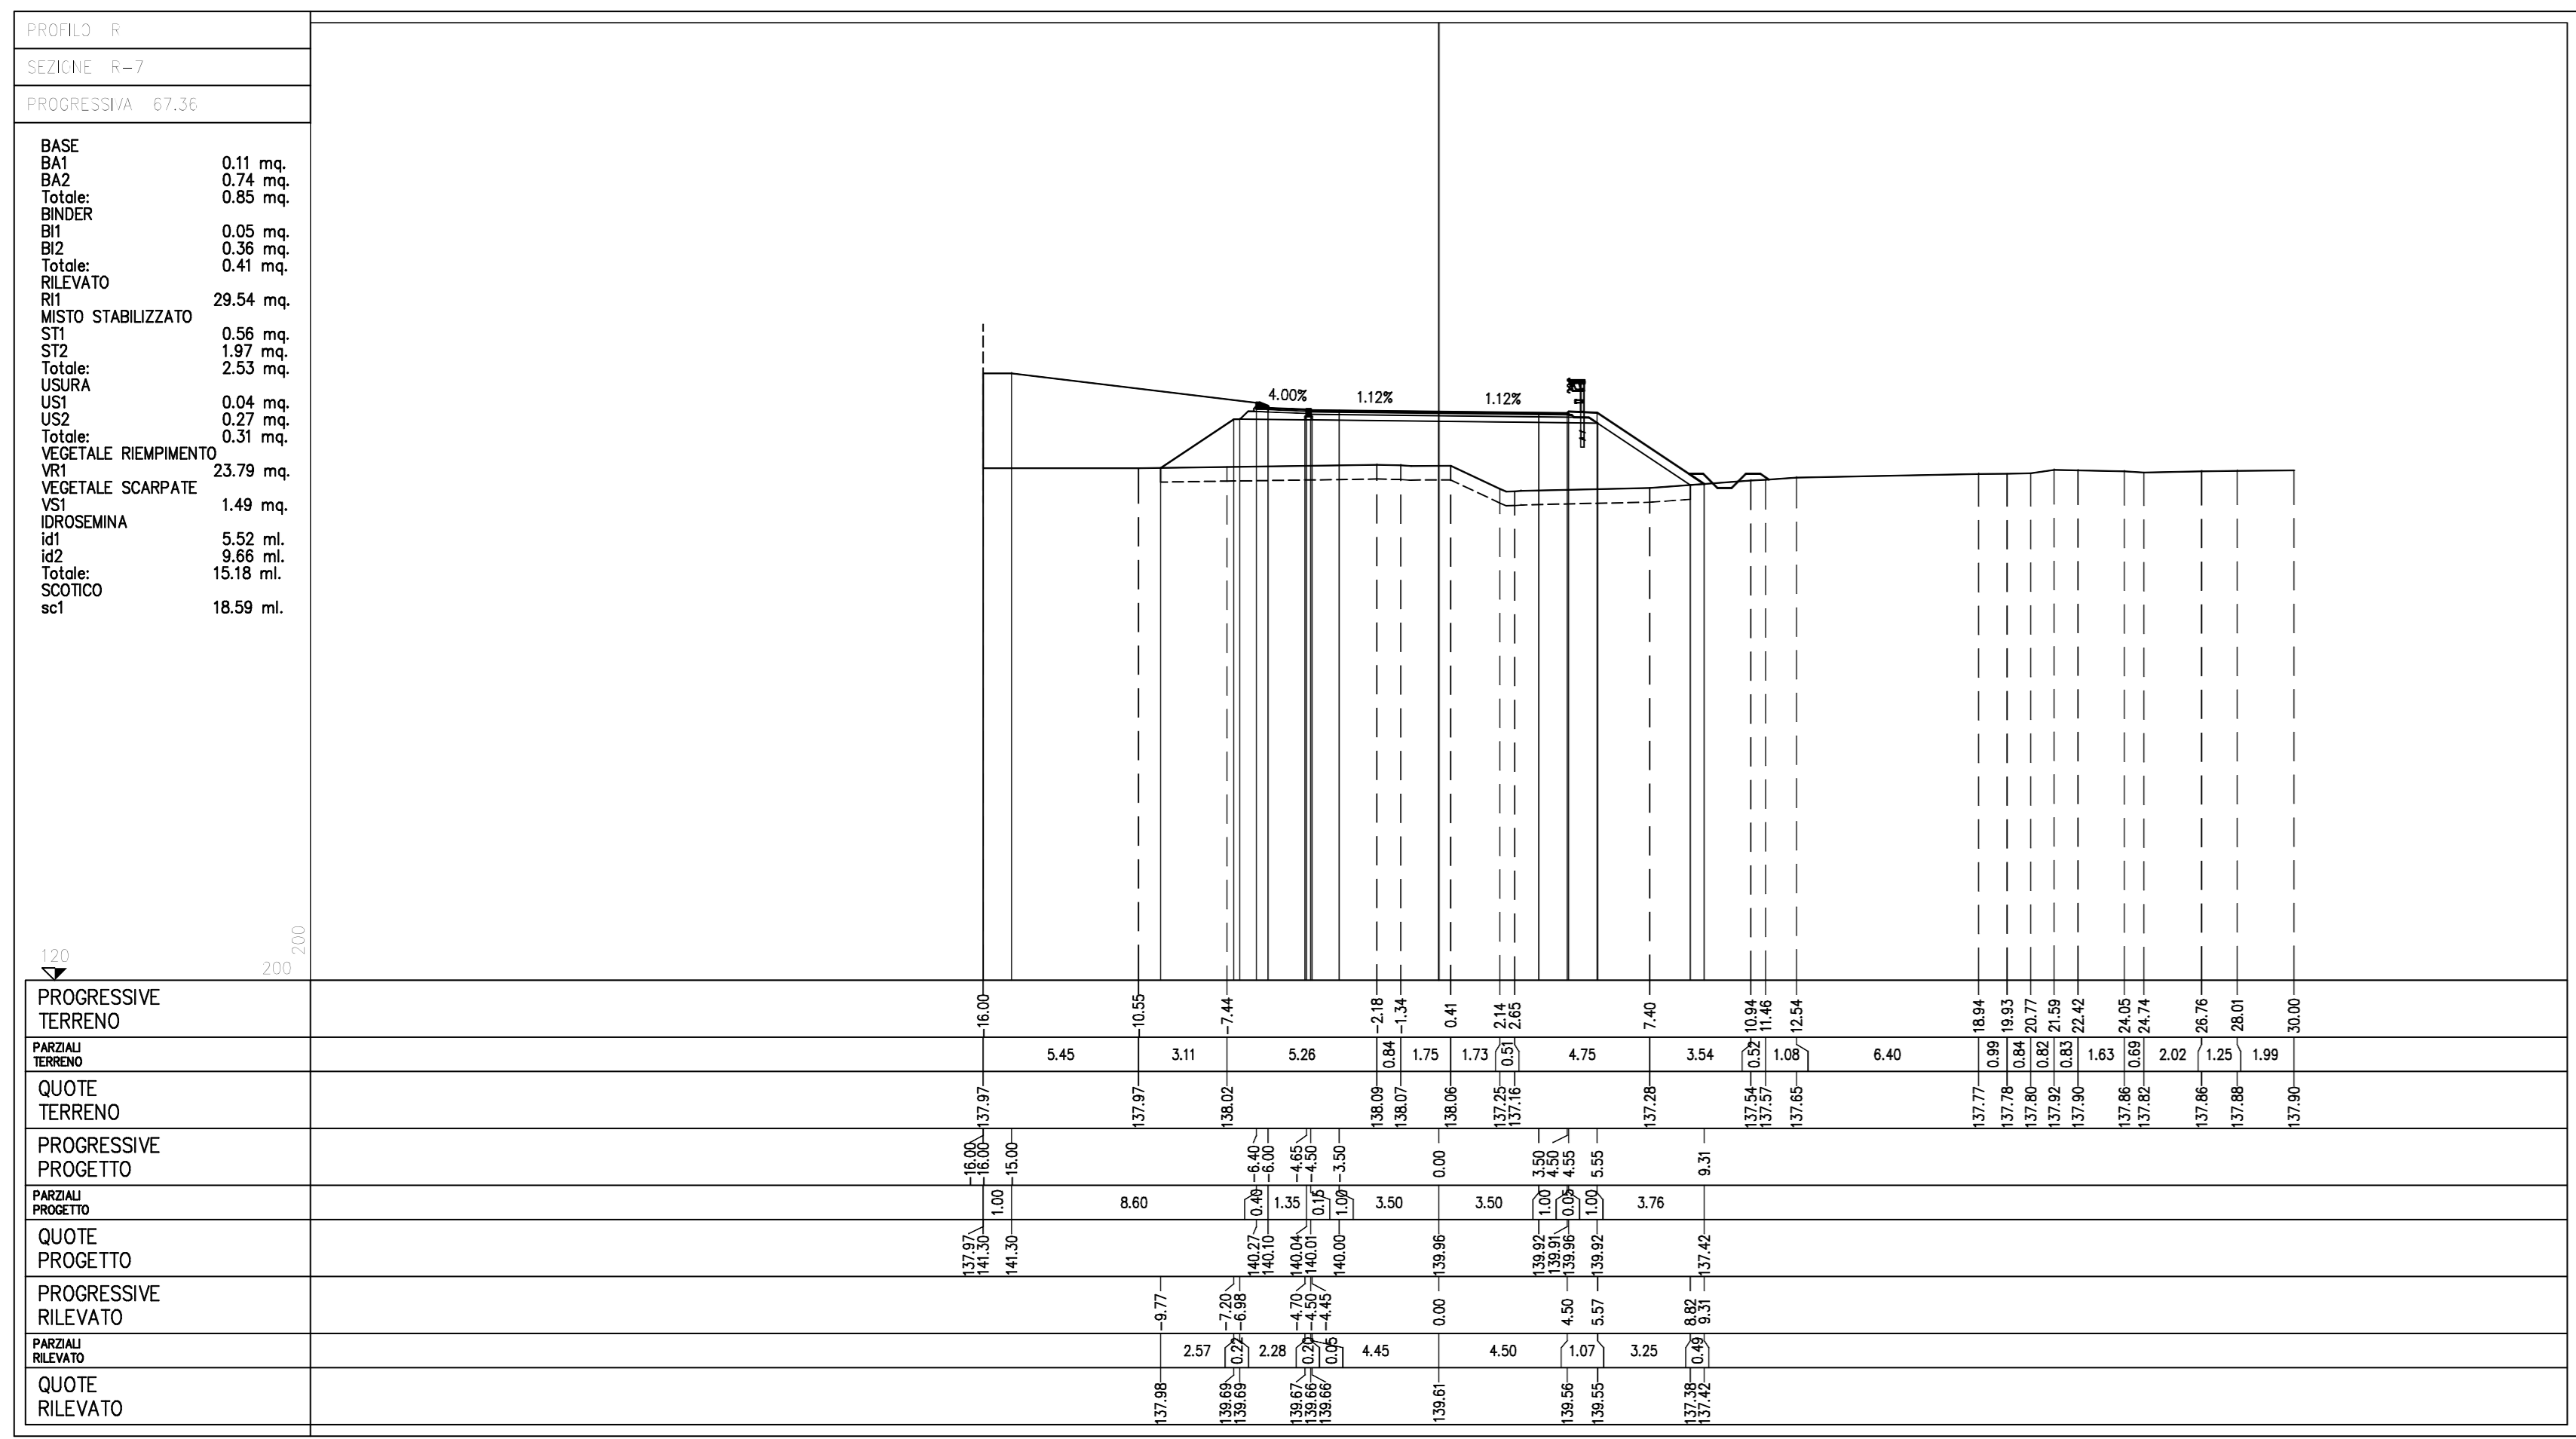 PROFILO R
SEZIONE R-7
PROGRESSIVA 67.36
BASE
BA1 0.11 mq.
BA2 0.74 mq.
Totale: 0.85 mq.
BINDER
BI1 0.05 mq.
BI2 0.36 mq.
Totale: 0.41 mq.
RILEVATO
RI1 29.54 mq.
MISTO STABILIZZATO
ST1 0.56 mq.
ST2 1.97 mq.
Totale: 2.53 mq.
USURA
US1 0.04 mq.
US2 0.27 mq.
Totale: 0.31 mq.
VEGETALE RIEMPIMENTO
VR1 23.79 mq.
VEGETALE SCARPATE
VS1 1.49 mq.
IDROSEMINA
id1 5.52 ml.
id2 9.66 ml.
Totale: 15.18 ml.
SCOTICO
sc1 18.59 ml.
4.00% 1.12% 1.12%
120 200 200
PROGRESSIVE
TERRENO
-16.00 -10.55 -7.44 -2.18 -1.34 0.41 2.14 2.65 7.40 10.94 11.46 12.54 18.94 19.93 20.77 21.59 22.42 24.05 24.74 26.76 28.01 30.00
PARZIALI
TERRENO
5.45 3.11 5.26 0.84 1.75 1.73 0.51 4.75 3.54 0.52 1.08 6.40 0.99 0.84 0.82 0.83 1.63 0.69 2.02 1.25 1.99
QUOTE
TERRENO
137.97 137.97 138.02 138.09 138.07 138.06 137.25 137.16 137.28 137.54 137.57 137.65 137.77 137.78 137.80 137.92 137.90 137.86 137.82 137.86 137.88 137.90
PROGRESSIVE
PROGETTO
-16.00 -16.00 -15.00 -6.40 -6.00 -4.65 -4.50 -3.50 0.00 3.50 4.50 4.55 5.55 9.31
PARZIALI
PROGETTO
1.00 8.60 0.40 1.35 0.15 1.00 3.50 3.50 1.00 0.05 1.00 3.76
QUOTE
PROGETTO
137.97 141.30 141.30 140.27 140.10 140.04 140.01 140.00 139.96 139.92 139.91 139.96 139.92 137.42
PROGRESSIVE
RILEVATO
-9.77 -7.20 -6.98 -4.70 -4.50 -4.45 0.00 4.50 5.57 8.82 9.31
PARZIALI
RILEVATO
2.57 0.22 2.28 0.20 0.05 4.45 4.50 1.07 3.25 0.49
QUOTE
RILEVATO
137.98 139.69 139.69 139.67 139.66 139.66 139.61 139.56 139.55 137.38 137.42